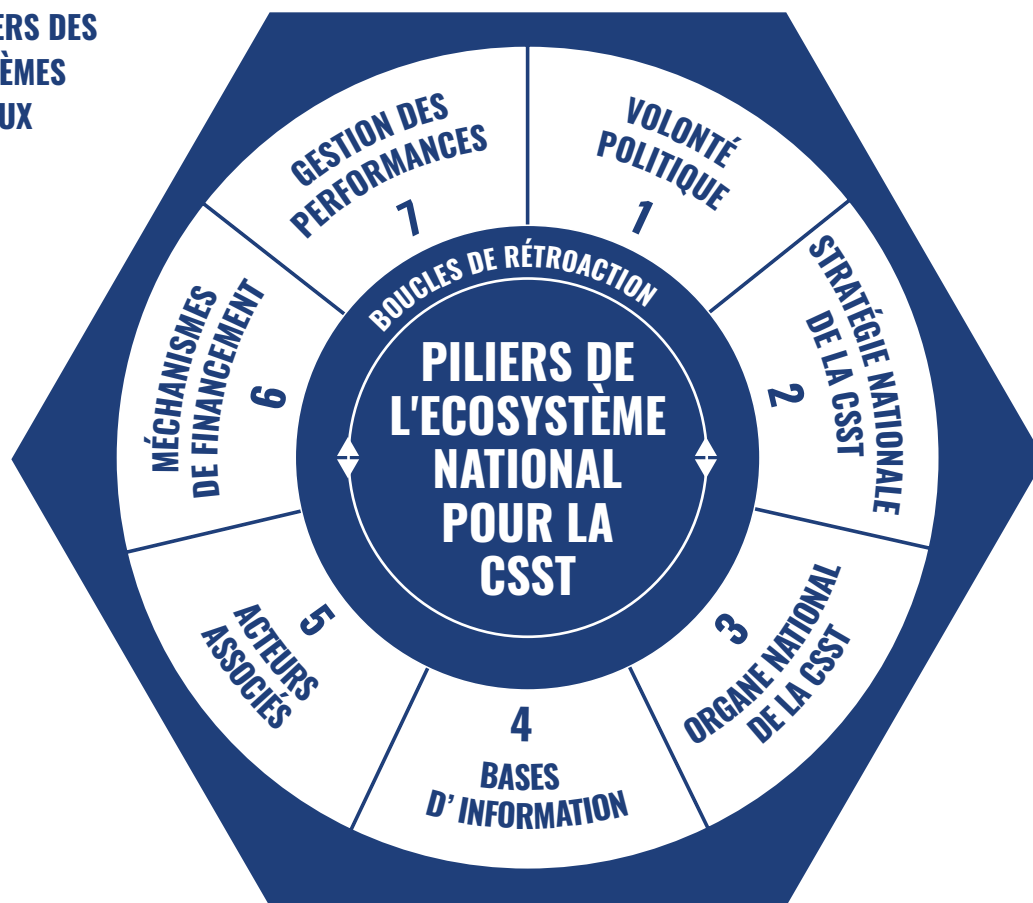 ERS DES
ÈMES
UX
VOLONTÉ
POLITIQUE
1
STRATÉGIE NATIONALE
DE LA CSST
2
3
ORGANE NATIONAL
DE LA CSST
4
BASES
D' INFORMATION
5
ACTEURS
ASSOCIÉS
MÉCHANISMES
DE FINANCEMENT
6
GESTION DES
PERFORMANCES
7
BOUCLES DE RÉTROACTION
PILIERS DE
L'ECOSYSTÈME
NATIONAL
POUR LA
CSST